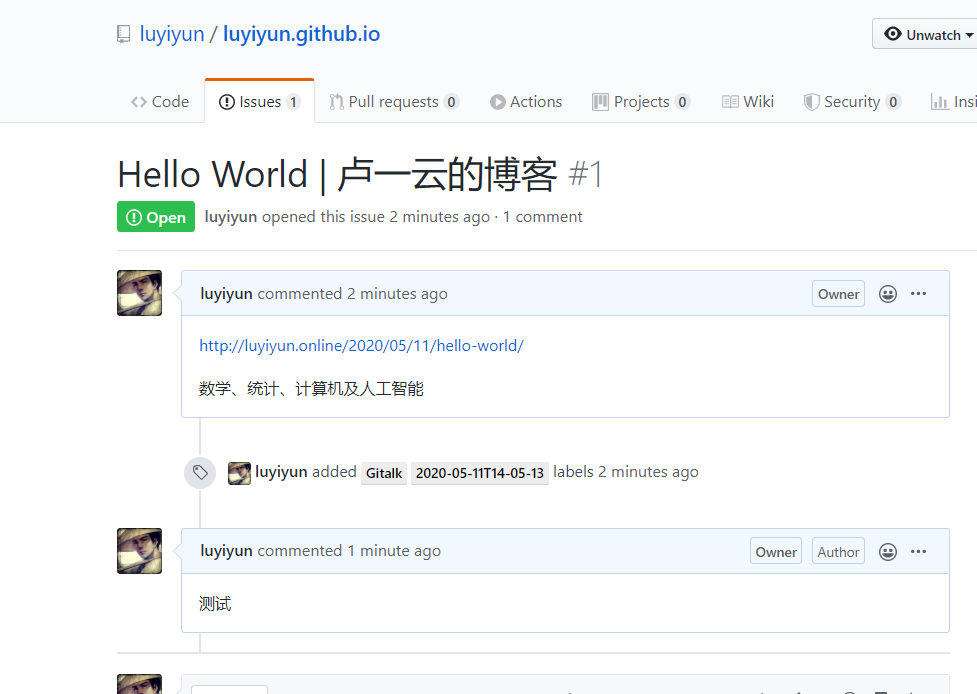 luyiyun / luyiyun.github.io
Unwatch
Code Issues 1 Pull requests 0 Actions Projects 0 Wiki Security 0
Hello World | 卢一云的博客 #1
Open luyiyun opened this issue 2 minutes ago · 1 comment
luyiyun commented 2 minutes ago Owner
http://luyiyun.online/2020/05/11/hello-world/
数学、统计、计算机及人工智能
luyiyun added Gitalk 2020-05-11T14-05-13 labels 2 minutes ago
luyiyun commented 1 minute ago Owner Author
测试